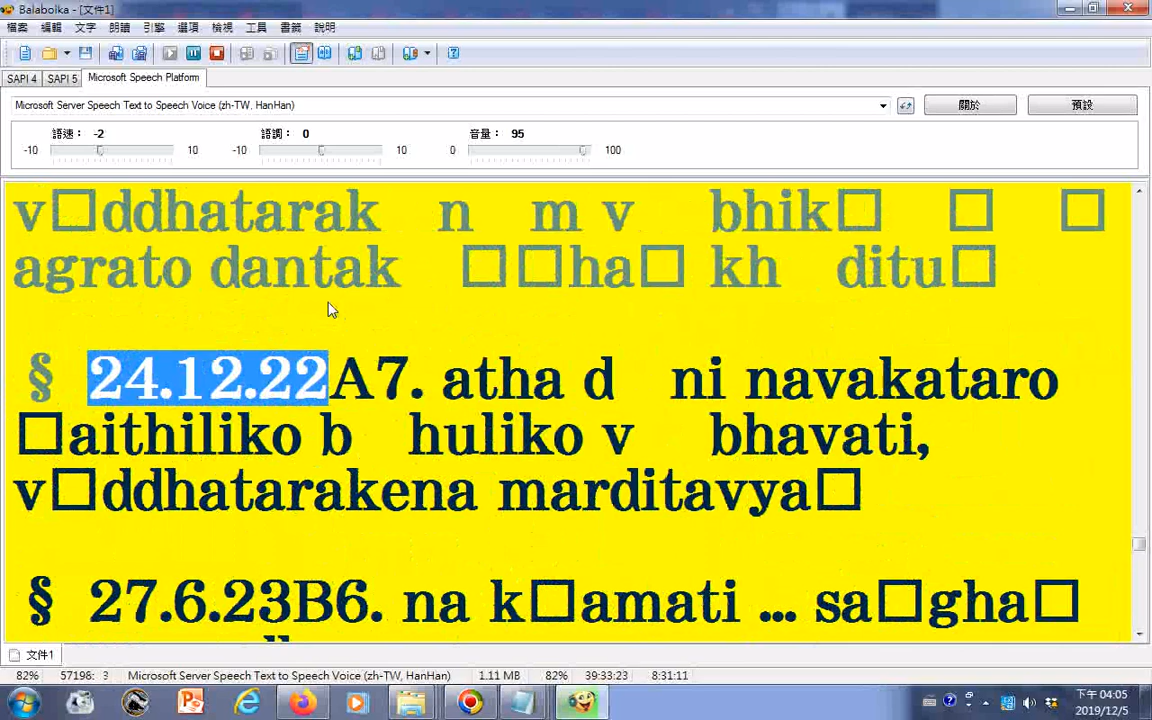 Balabolka - [文件1]
檔案 編輯 文字 朗讀 引擎 選項 檢視 工具 書籤 說明
SAPI 4 SAPI 5 Microsoft Speech Platform
Microsoft Server Speech Text to Speech Voice (zh-TW, HanHan) 關於 預設
語速： -2 語調： 0 音量： 95
-10 10 -10 10 0 100
v□ddhatarak n m v bhik□ □ □
agrato dantak □□ha□ kh ditu□
§ 24.12.22A7. atha d ni navakataro
□aithiliko b huliko v bhavati,
v□ddhatarakena marditavya□
§ 27.6.23B6. na k□amati ... sa□gha□
文件1
82% 57198: 3 Microsoft Server Speech Text to Speech Voice (zh-TW, HanHan) 1.11 MB 82% 39:33:23 8:31:11
下午 04:05
2019/12/5